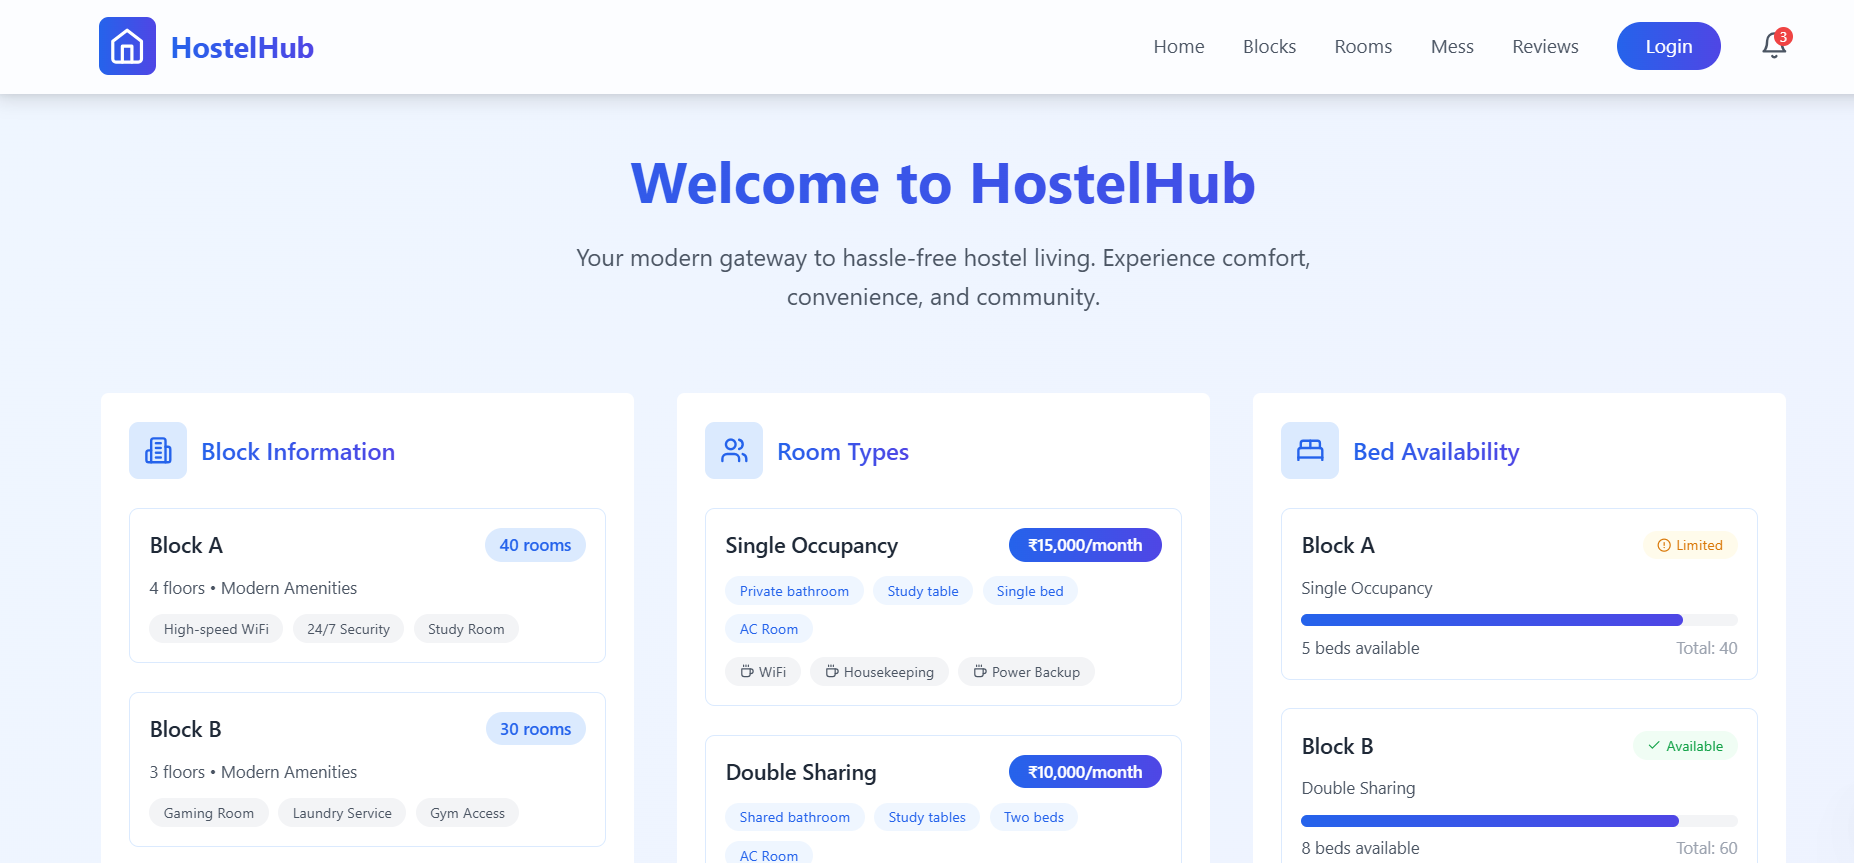 HostelHub
Home
Blocks
Rooms
Mess
Reviews
Login
3
Welcome to HostelHub
Your modern gateway to hassle-free hostel living. Experience comfort,
convenience, and community.
Block Information
Block A
40 rooms
4 floors • Modern Amenities
High-speed WiFi
24/7 Security
Study Room
Block B
30 rooms
3 floors • Modern Amenities
Gaming Room
Laundry Service
Gym Access
Room Types
Single Occupancy
₹15,000/month
Private bathroom
Study table
Single bed
AC Room
WiFi
Housekeeping
Power Backup
Double Sharing
₹10,000/month
Shared bathroom
Study tables
Two beds
AC Room
Bed Availability
Block A
Limited
Single Occupancy
5 beds available
Total: 40
Block B
Available
Double Sharing
8 beds available
Total: 60